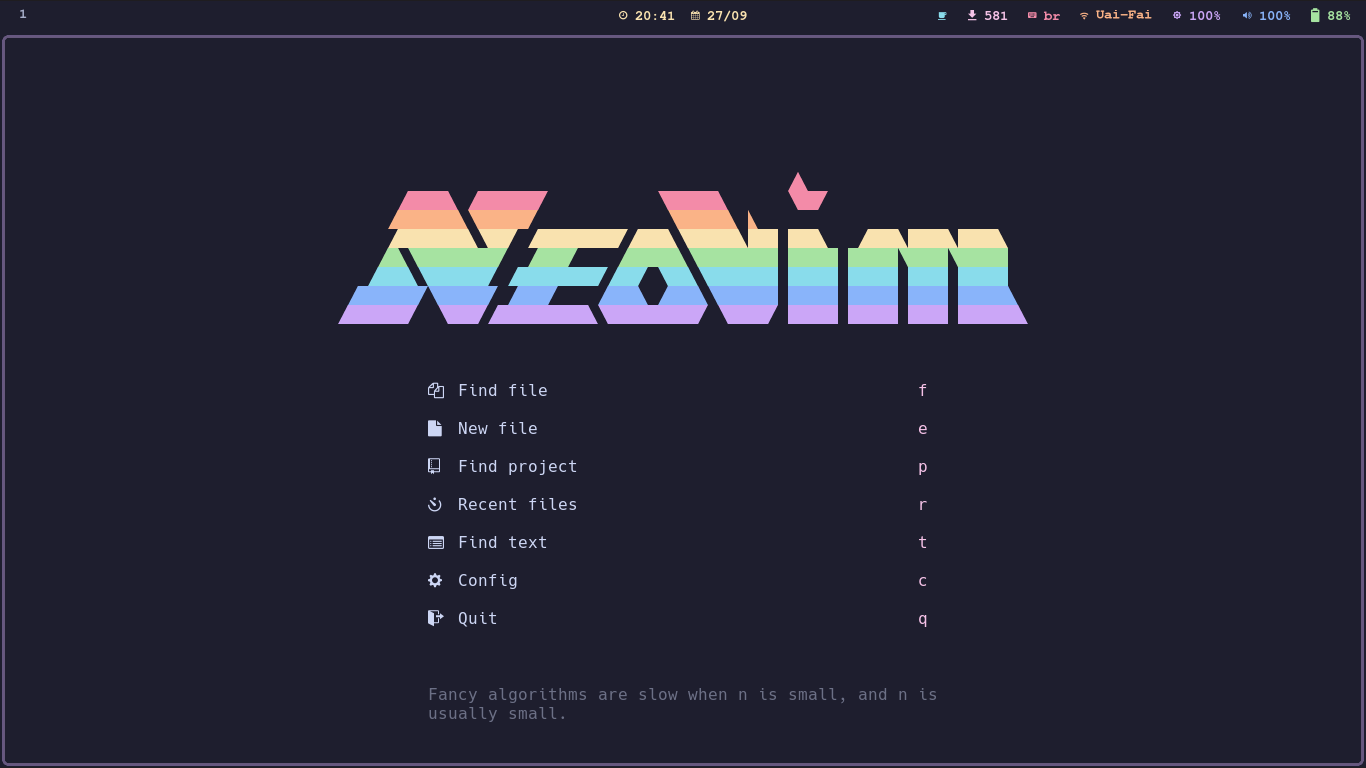 1
20:41 27/09
581 br Uai-Fai 100% 100% 88%
Neovim
Find file f
New file e
Find project p
Recent files r
Find text t
Config c
Quit q
Fancy algorithms are slow when n is small, and n is
usually small.